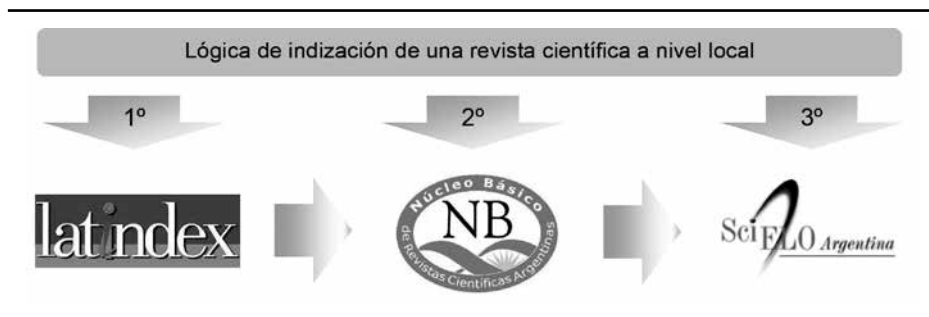 Lógica de indización de una revista científica a nivel local
1º
2º
3º
latindex
Núcleo Básico
NB
de Revistas Científicas Argentinas
SciELO Argentina